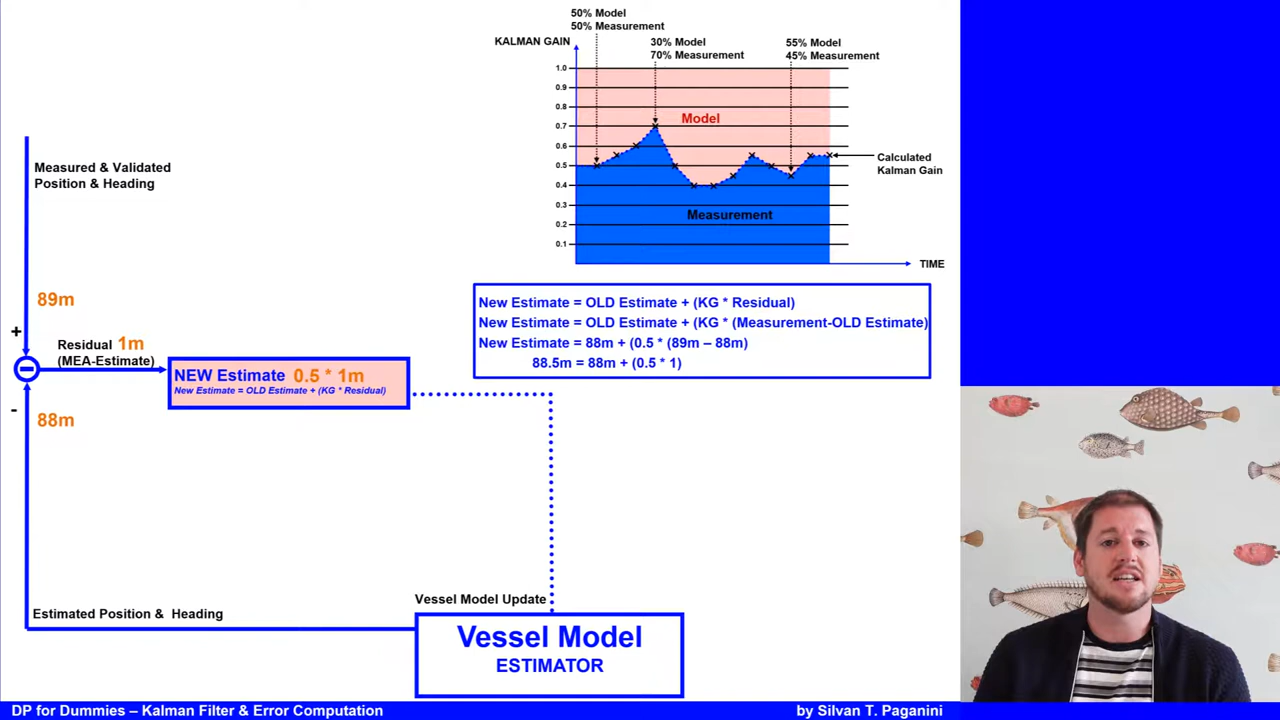 50% Model
50% Measurement
KALMAN GAIN
30% Model
70% Measurement
55% Model
45% Measurement
1.0
0.9
0.8
0.7
0.6
0.5
0.4
0.3
0.2
0.1
Model
Measurement
Calculated
Kalman Gain
TIME
Measured & Validated
Position & Heading
89m
+
Residual 1m
(MEA-Estimate)
-
88m
NEW Estimate 0.5 * 1m
New Estimate = OLD Estimate + (KG * Residual)
New Estimate = OLD Estimate + (KG * Residual)
New Estimate = OLD Estimate + (KG * (Measurement-OLD Estimate)
New Estimate = 88m + (0.5 * (89m – 88m)
88.5m = 88m + (0.5 * 1)
Estimated Position & Heading
Vessel Model Update
Vessel Model
ESTIMATOR
DP for Dummies – Kalman Filter & Error Computation
by Silvan T. Paganini